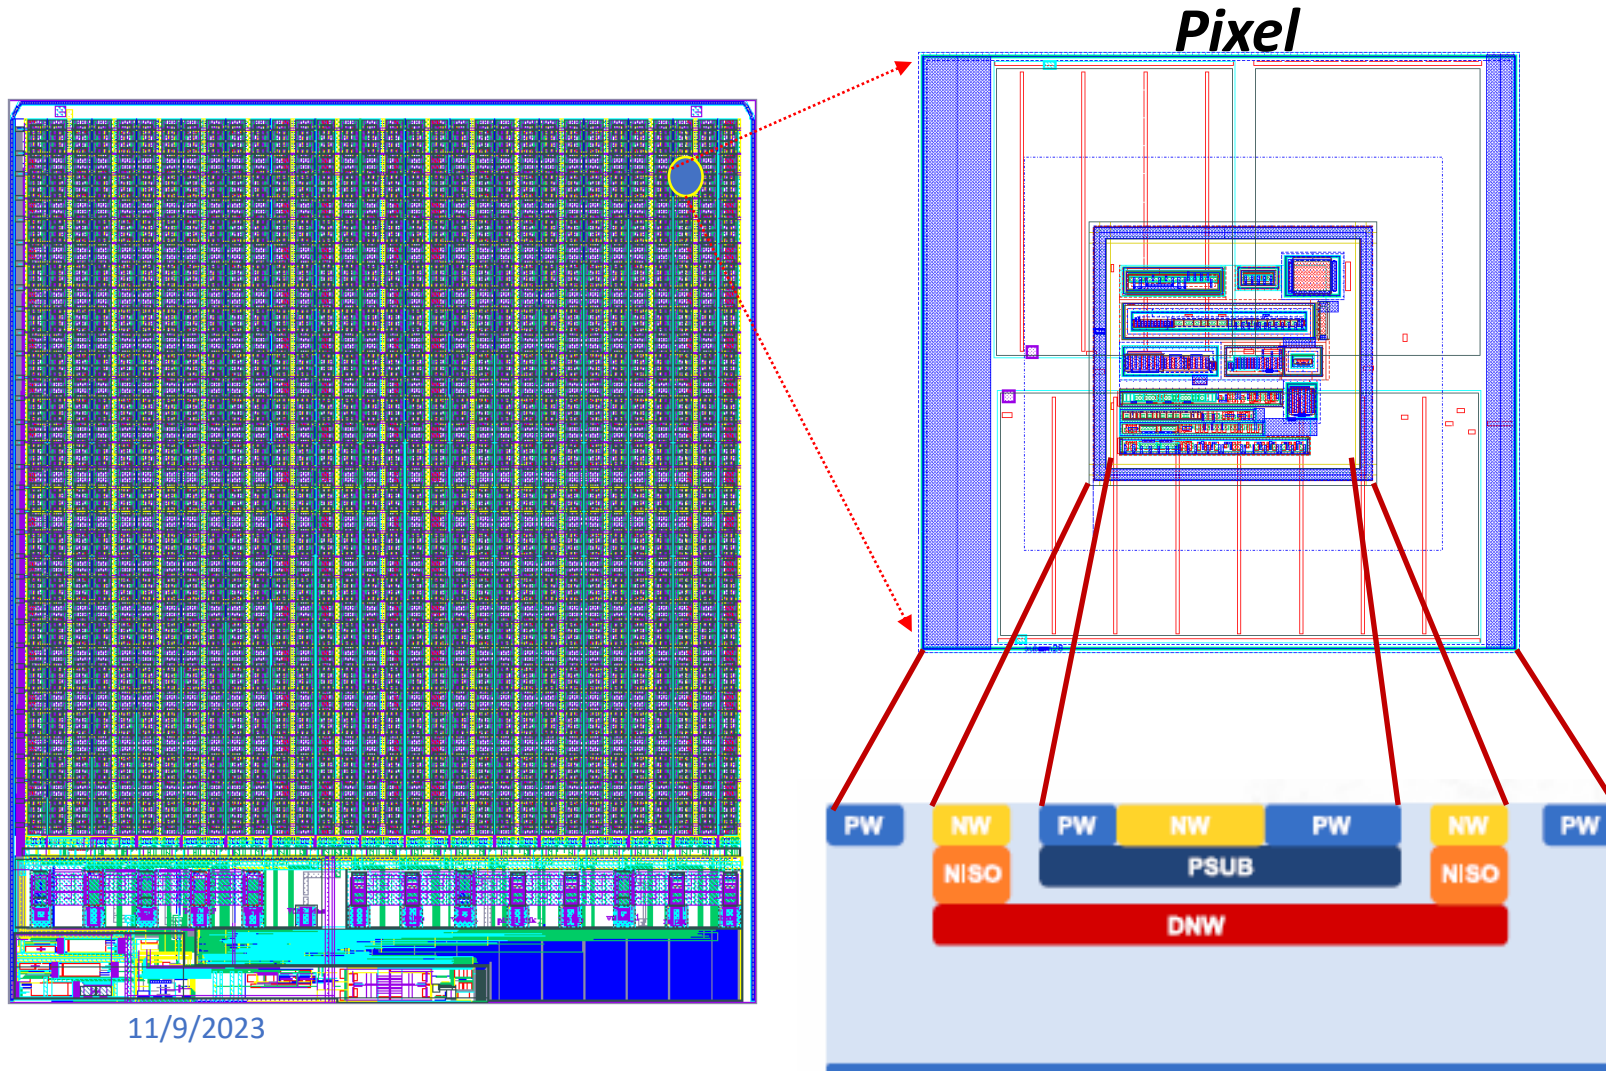 Pixel
PW NW PW NW PW NW PW
NISO PSUB NISO
DNW
11/9/2023